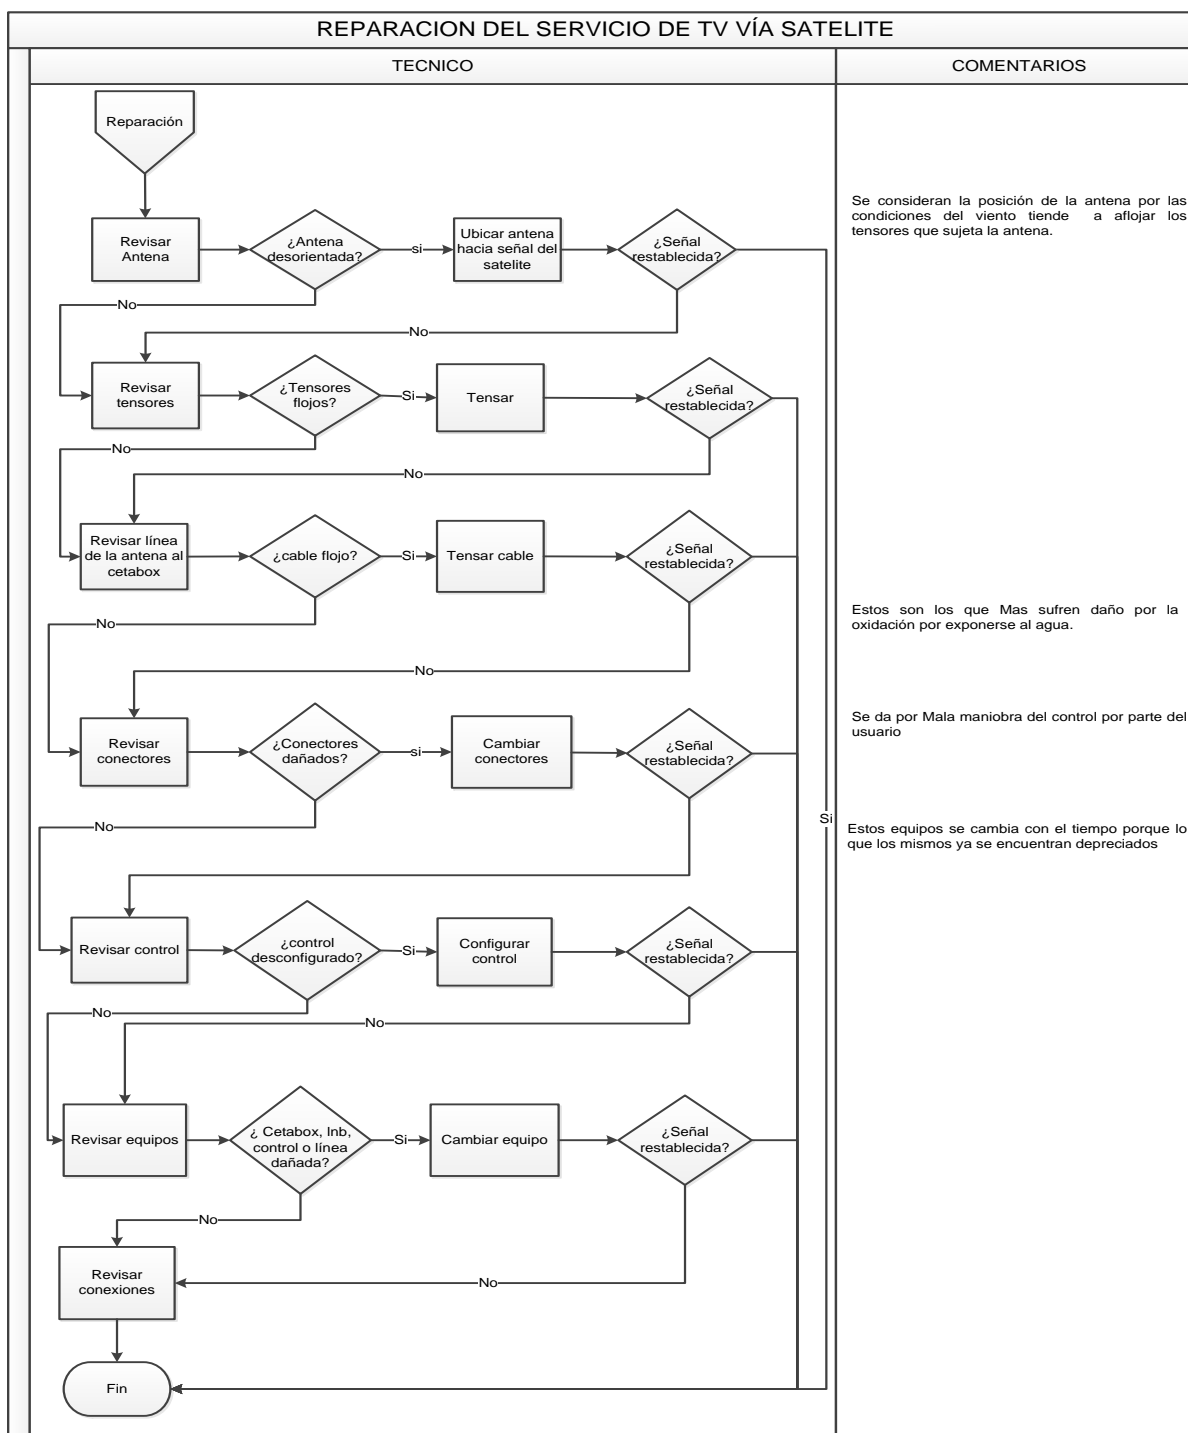 REPARACION DEL SERVICIO DE TV VÍA SATELITE
TECNICO
COMENTARIOS
Reparación
Se consideran la posición de la antena por las
condiciones del viento tiende a aflojar los
tensores que sujeta la antena.
Revisar
Antena
¿Antena
desorientada?
si
Ubicar antena
hacia señal del
satelite
¿Señal
restablecida?
No
No
Revisar
tensores
¿Tensores
flojos?
Si
Tensar
¿Señal
restablecida?
No
No
Revisar línea
de la antena al
cetabox
¿cable flojo?
Si
Tensar cable
¿Señal
restablecida?
Estos son los que Mas sufren daño por la
oxidación por exponerse al agua.
No
No
Revisar
conectores
¿Conectores
dañados?
si
Cambiar
conectores
¿Señal
restablecida?
Se da por Mala maniobra del control por parte del
usuario
No
Si
Estos equipos se cambia con el tiempo porque lo
que los mismos ya se encuentran depreciados
Revisar control
¿control
desconfigurado?
Si
Configurar
control
¿Señal
restablecida?
No
No
Revisar equipos
¿ Cetabox, lnb,
control o línea
dañada?
Si
Cambiar equipo
¿Señal
restablecida?
No
Revisar
conexiones
No
Fin